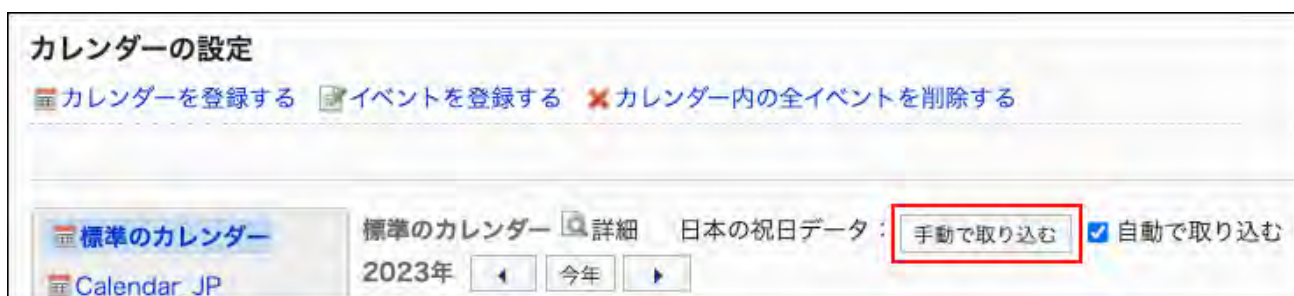 カレンダーの設定
カレンダーを登録する イベントを登録する カレンダー内の全イベントを削除する
標準のカレンダー 標準のカレンダー 詳細 日本の祝日データ： 手動で取り込む 自動で取り込む
Calendar_JP 2023年 今年